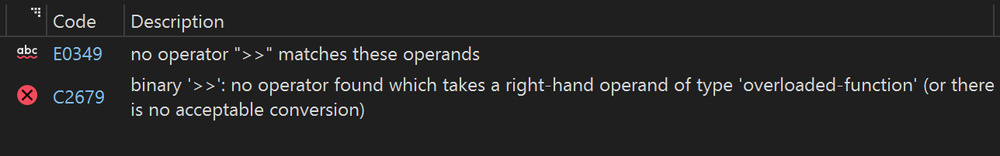 Code Description
abc E0349 no operator ">>" matches these operands
binary '>>': no operator found which takes a right-hand operand of type 'overloaded-function' (or there
C2679
is no acceptable conversion)